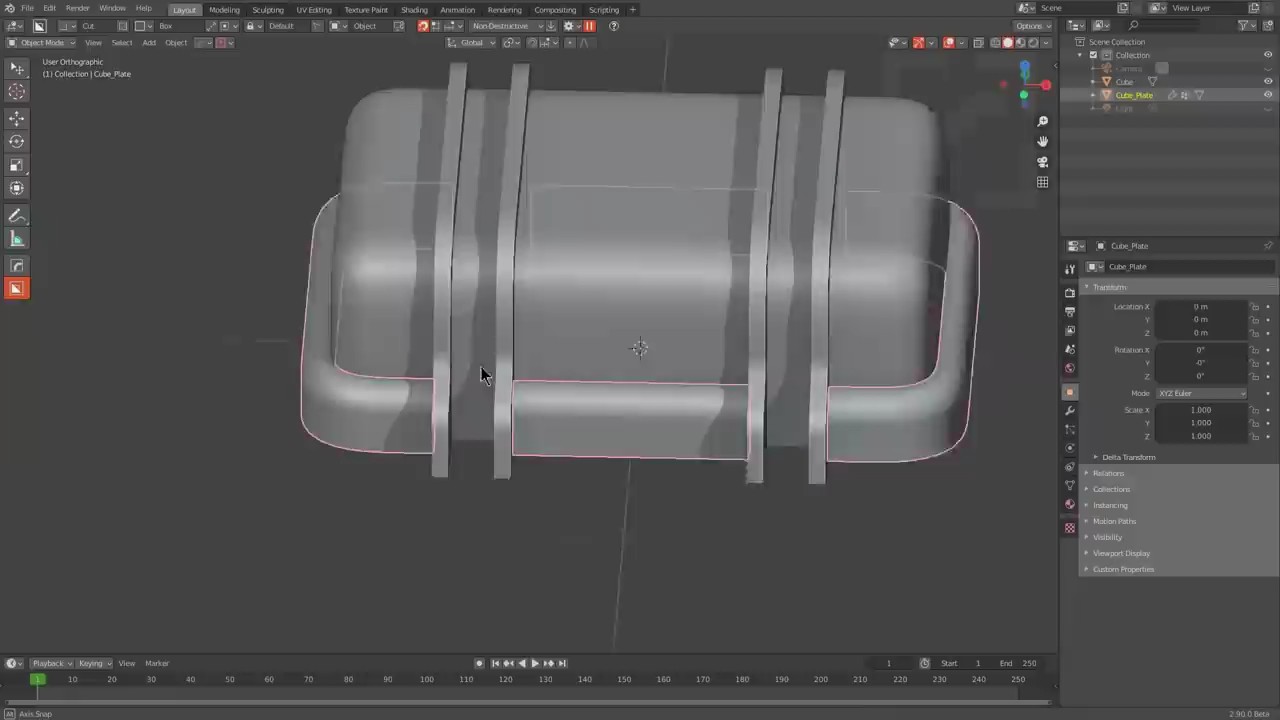 File Edit Render Window Help Layout Modeling Sculpting UV Editing Texture Paint Shading Animation Rendering Compositing Scripting + Scene View Layer
Cut Box Default Object Non-Destructive Options
Object Mode View Select Add Object Global
Scene Collection
Collection
Camera
Cube
Cube_Plate
User Orthographic
(1) Collection | Cube_Plate
Cube_Plate
Cube_Plate
Transform
Location X 0 m
Y 0 m
Z 0 m
Rotation X 0°
Y -0°
Z 0°
Mode XYZ Euler
Scale X 1.000
Y 1.000
Z 1.000
Delta Transform
Relations
Collections
Instancing
Motion Paths
Visibility
Viewport Display
Custom Properties
Playback Keying View Marker 1 Start 1 End 250
1 10 20 30 40 50 60 70 80 90 100 110 120 130 140 150 160 170 180 190 200 210 220 230 240 250
Axis Snap 2.90.0 Beta